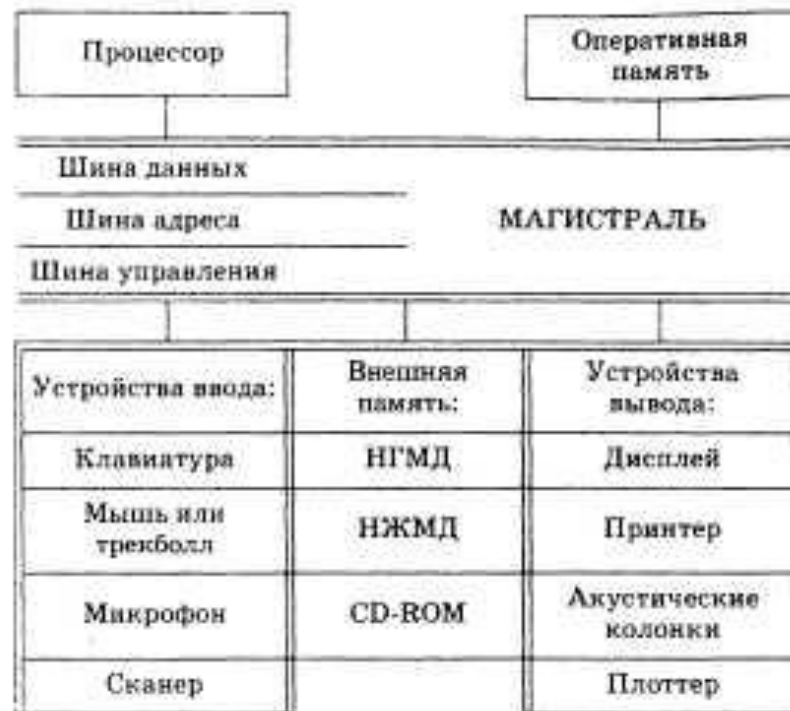 Процессор
Оперативная
память
Шина данных
Шина адреса
МАГИСТРАЛЬ
Шина управления
Устройства ввода:
Внешняя
память:
Устройства
вывода:
Клавиатура
НГМД
Дисплей
Мышь или
трекболл
НЖМД
Принтер
Микрофон
CD-ROM
Акустические
колонки
Сканер
Плоттер